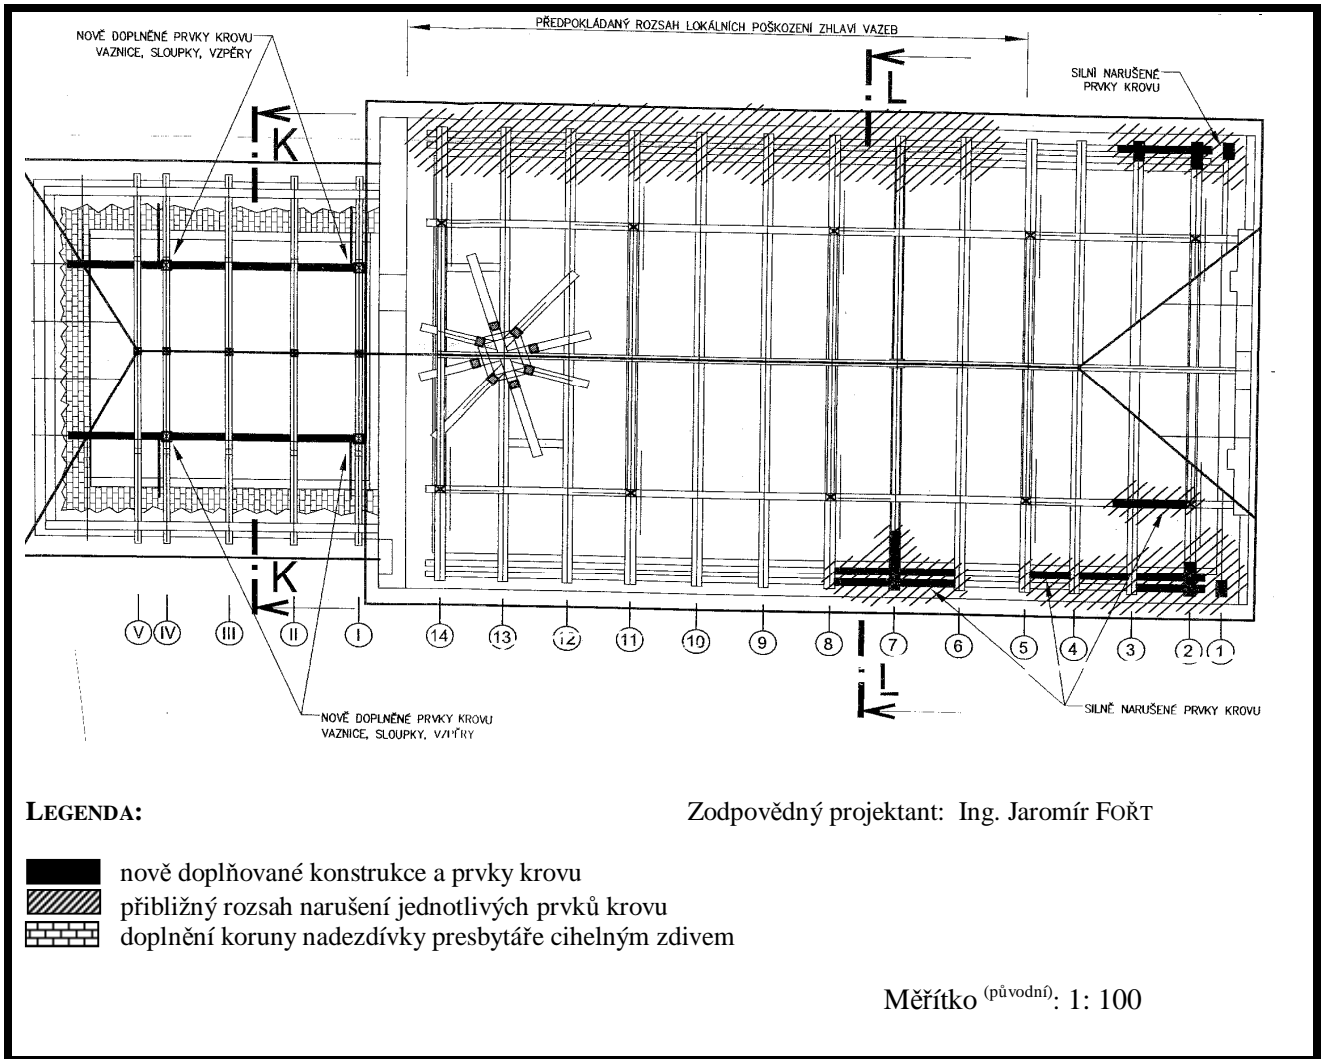 PŘEDPOKLÁDANÝ ROZSAH LOKÁLNÍCH POŠKOZENÍ ZHLAVÍ VAZEB
NOVĚ DOPLNĚNÉ PRVKY KROVU
VAZNICE, SLOUPKY, VZPĚRY
SILNÍ NARUŠENÉ
PRVKY KROVU
L
K
K
V IV III II I 14 13 12 11 10 9 8 7 6 5 4 3 2 1
L
SILNĚ NARUŠENÉ PRVKY KROVU
NOVĚ DOPLNĚNÉ PRVKY KROVU
VAZNICE, SLOUPKY, VZPĚRY
LEGENDA:
Zodpovědný projektant: Ing. Jaromír FOŘT
nově doplňované konstrukce a prvky krovu
přibližný rozsah narušení jednotlivých prvků krovu
doplnění koruny nadezdívky presbytáře cihelným zdivem
Měřítko (původní): 1: 100